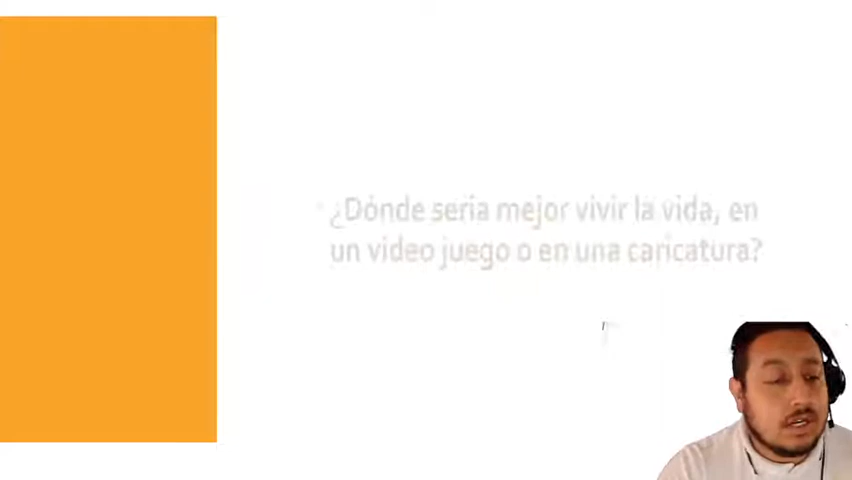 ¿Dónde seria mejor vivir la vida, en
un video juego o en una caricatura?